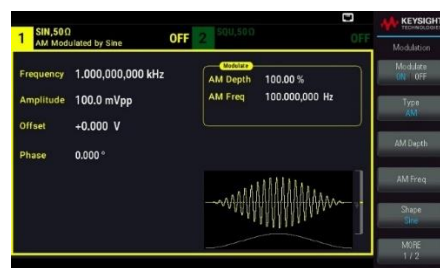 1 SIN,50Ω OFF 2 SQU,50Ω OFF
AM Modulated by Sine
KEYSIGHT
TECHNOLOGIES
Modulation
Modulate
ON OFF
Type
AM
AM Depth
AM Freq
Shape
Sine
MORE
1 / 2
Frequency 1.000,000,000 kHz
Amplitude 100.0 mVpp
Offset +0.000 V
Phase 0.000 °
Modulate
AM Depth 100.00 %
AM Freq 100.000,000 Hz